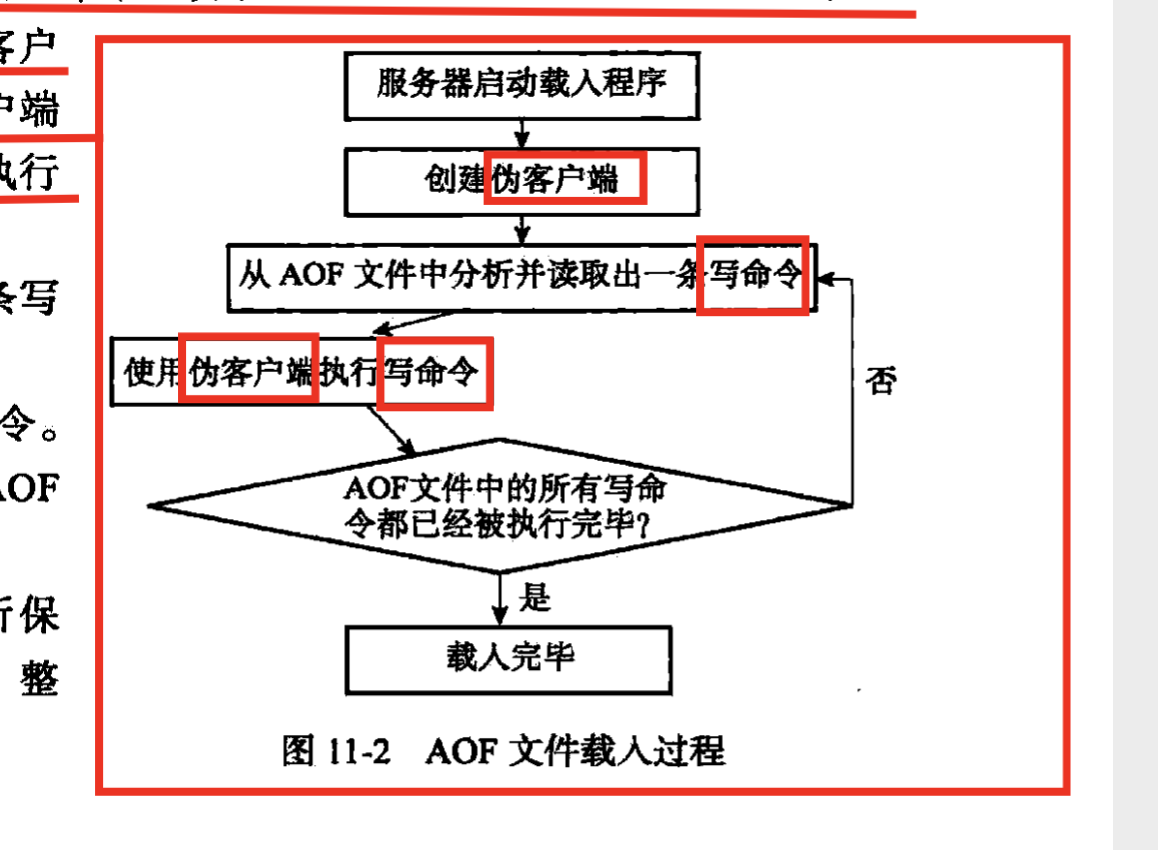 客户
户端
执行
条写
令。
AOF
所保
整
服务器启动载入程序
创建伪客户端
从 AOF 文件中分析并读取出一条写命令
使用伪客户端执行写命令
否
AOF文件中的所有写命
令都已经被执行完毕？
是
载入完毕
图 11-2 AOF 文件载入过程